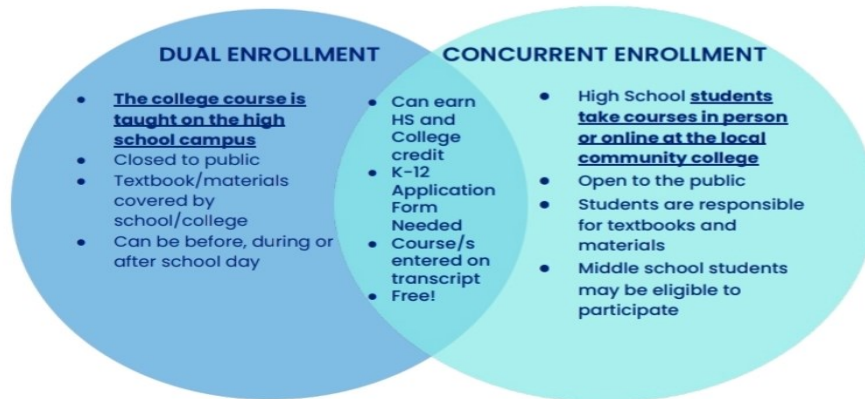 DUAL ENROLLMENT
● The college course is
taught on the high
school campus
● Closed to public
● Textbook/materials
covered by
school/college
● Can be before, during or
after school day
● Can earn
HS and
College
credit
● K-12
Application
Form
Needed
● Course/s
entered on
transcript
● Free!
CONCURRENT ENROLLMENT
● High School students
take courses in person
or online at the local
community college
● Open to the public
● Students are responsible
for textbooks and
materials
● Middle school students
may be eligible to
participate